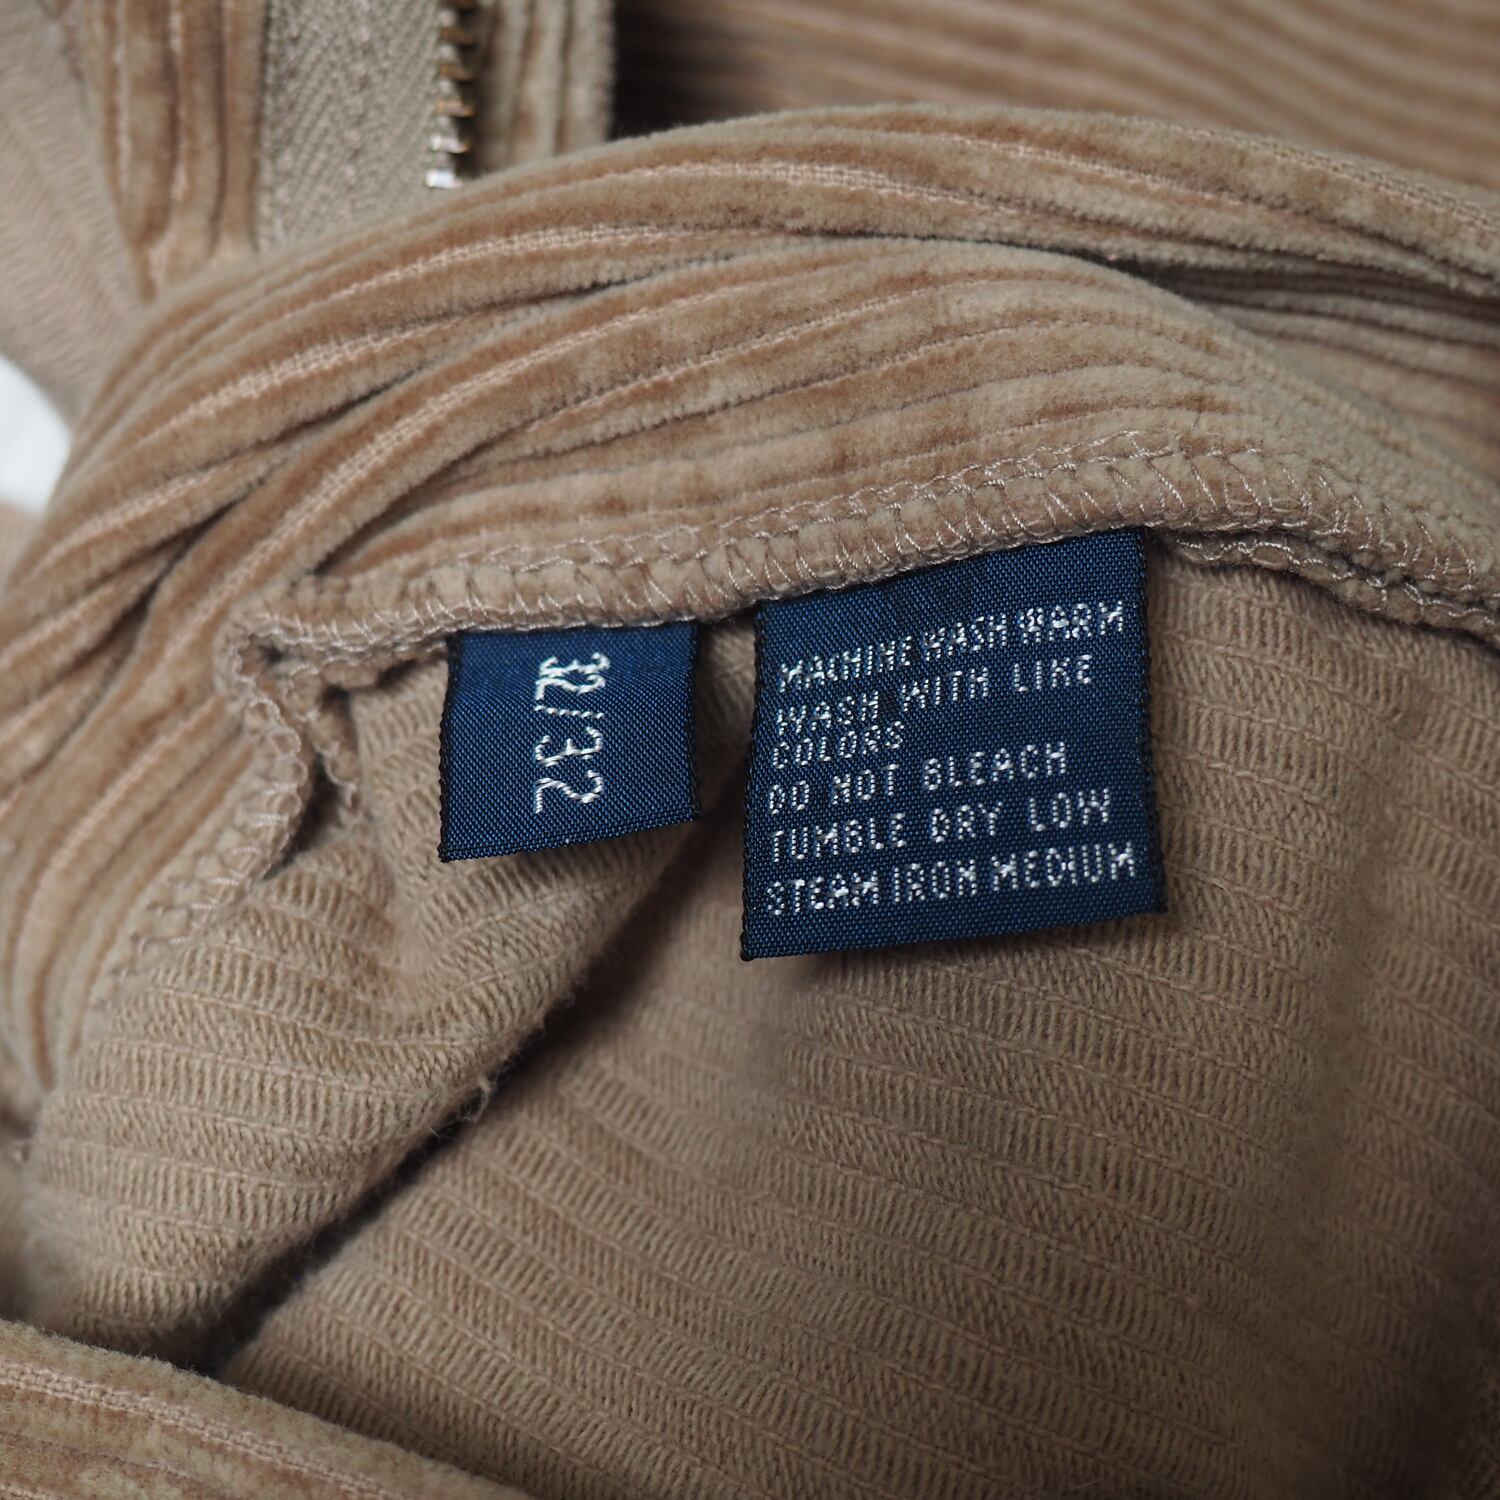 32/32
MACHINE WASH WARM
WASH WITH LIKE
COLORS
DO NOT BLEACH
TUMBLE DRY LOW
STEAM IRON MEDIUM